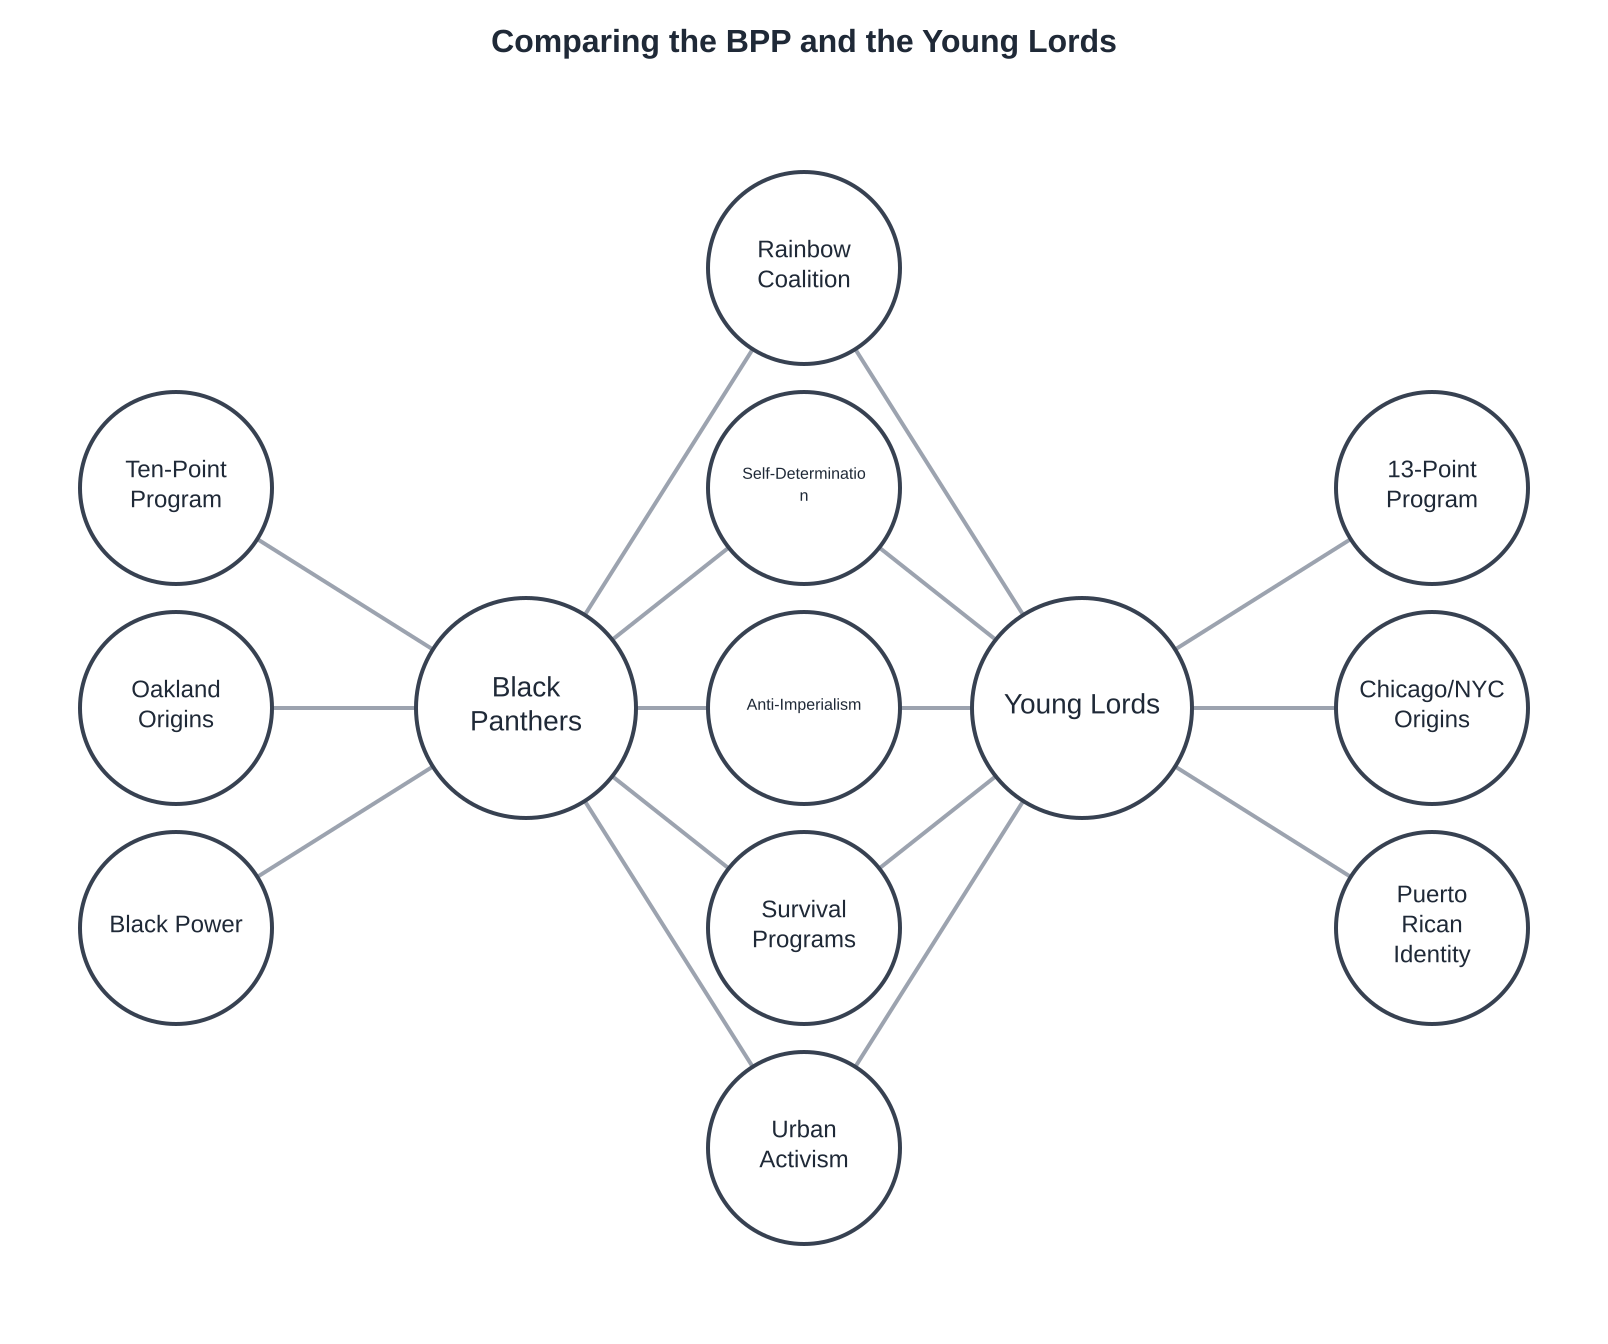 Comparing the BPP and the Young Lords
Rainbow
Coalition
Ten-Point
Program
Self-Determinatio
n
13-Point
Program
Oakland
Origins
Black
Panthers
Anti-Imperialism
Young Lords
Chicago/NYC
Origins
Black Power
Survival
Programs
Puerto
Rican
Identity
Urban
Activism